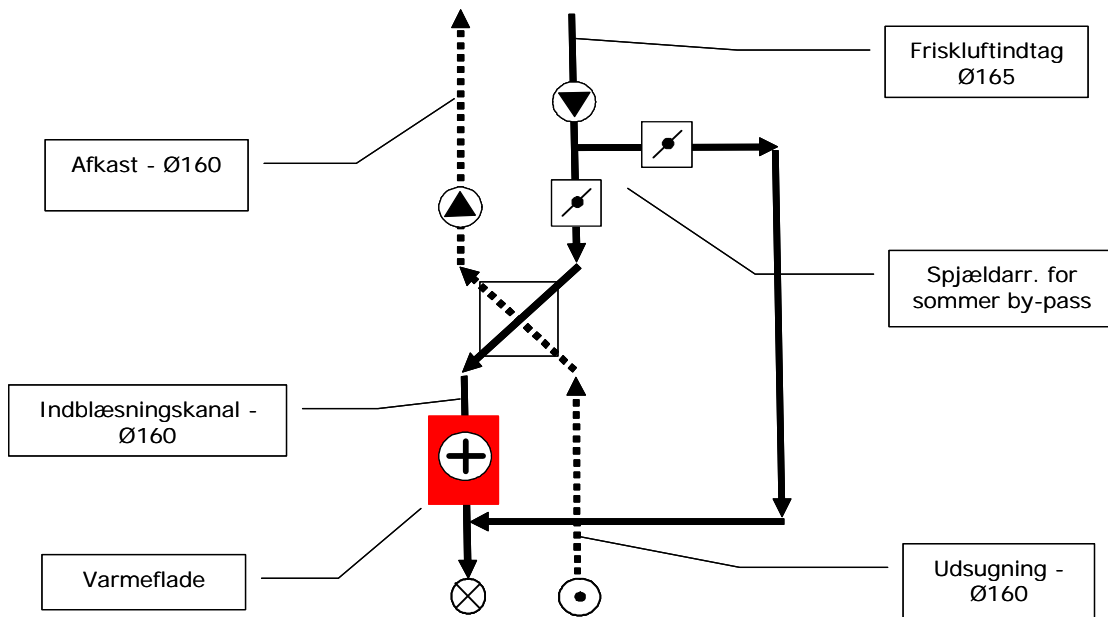 Friskluftindtag
Ø165
Afkast - Ø160
Spjældarr. for
sommer by-pass
Indblæsningskanal -
Ø160
Varmeflade
Udsugning -
Ø160